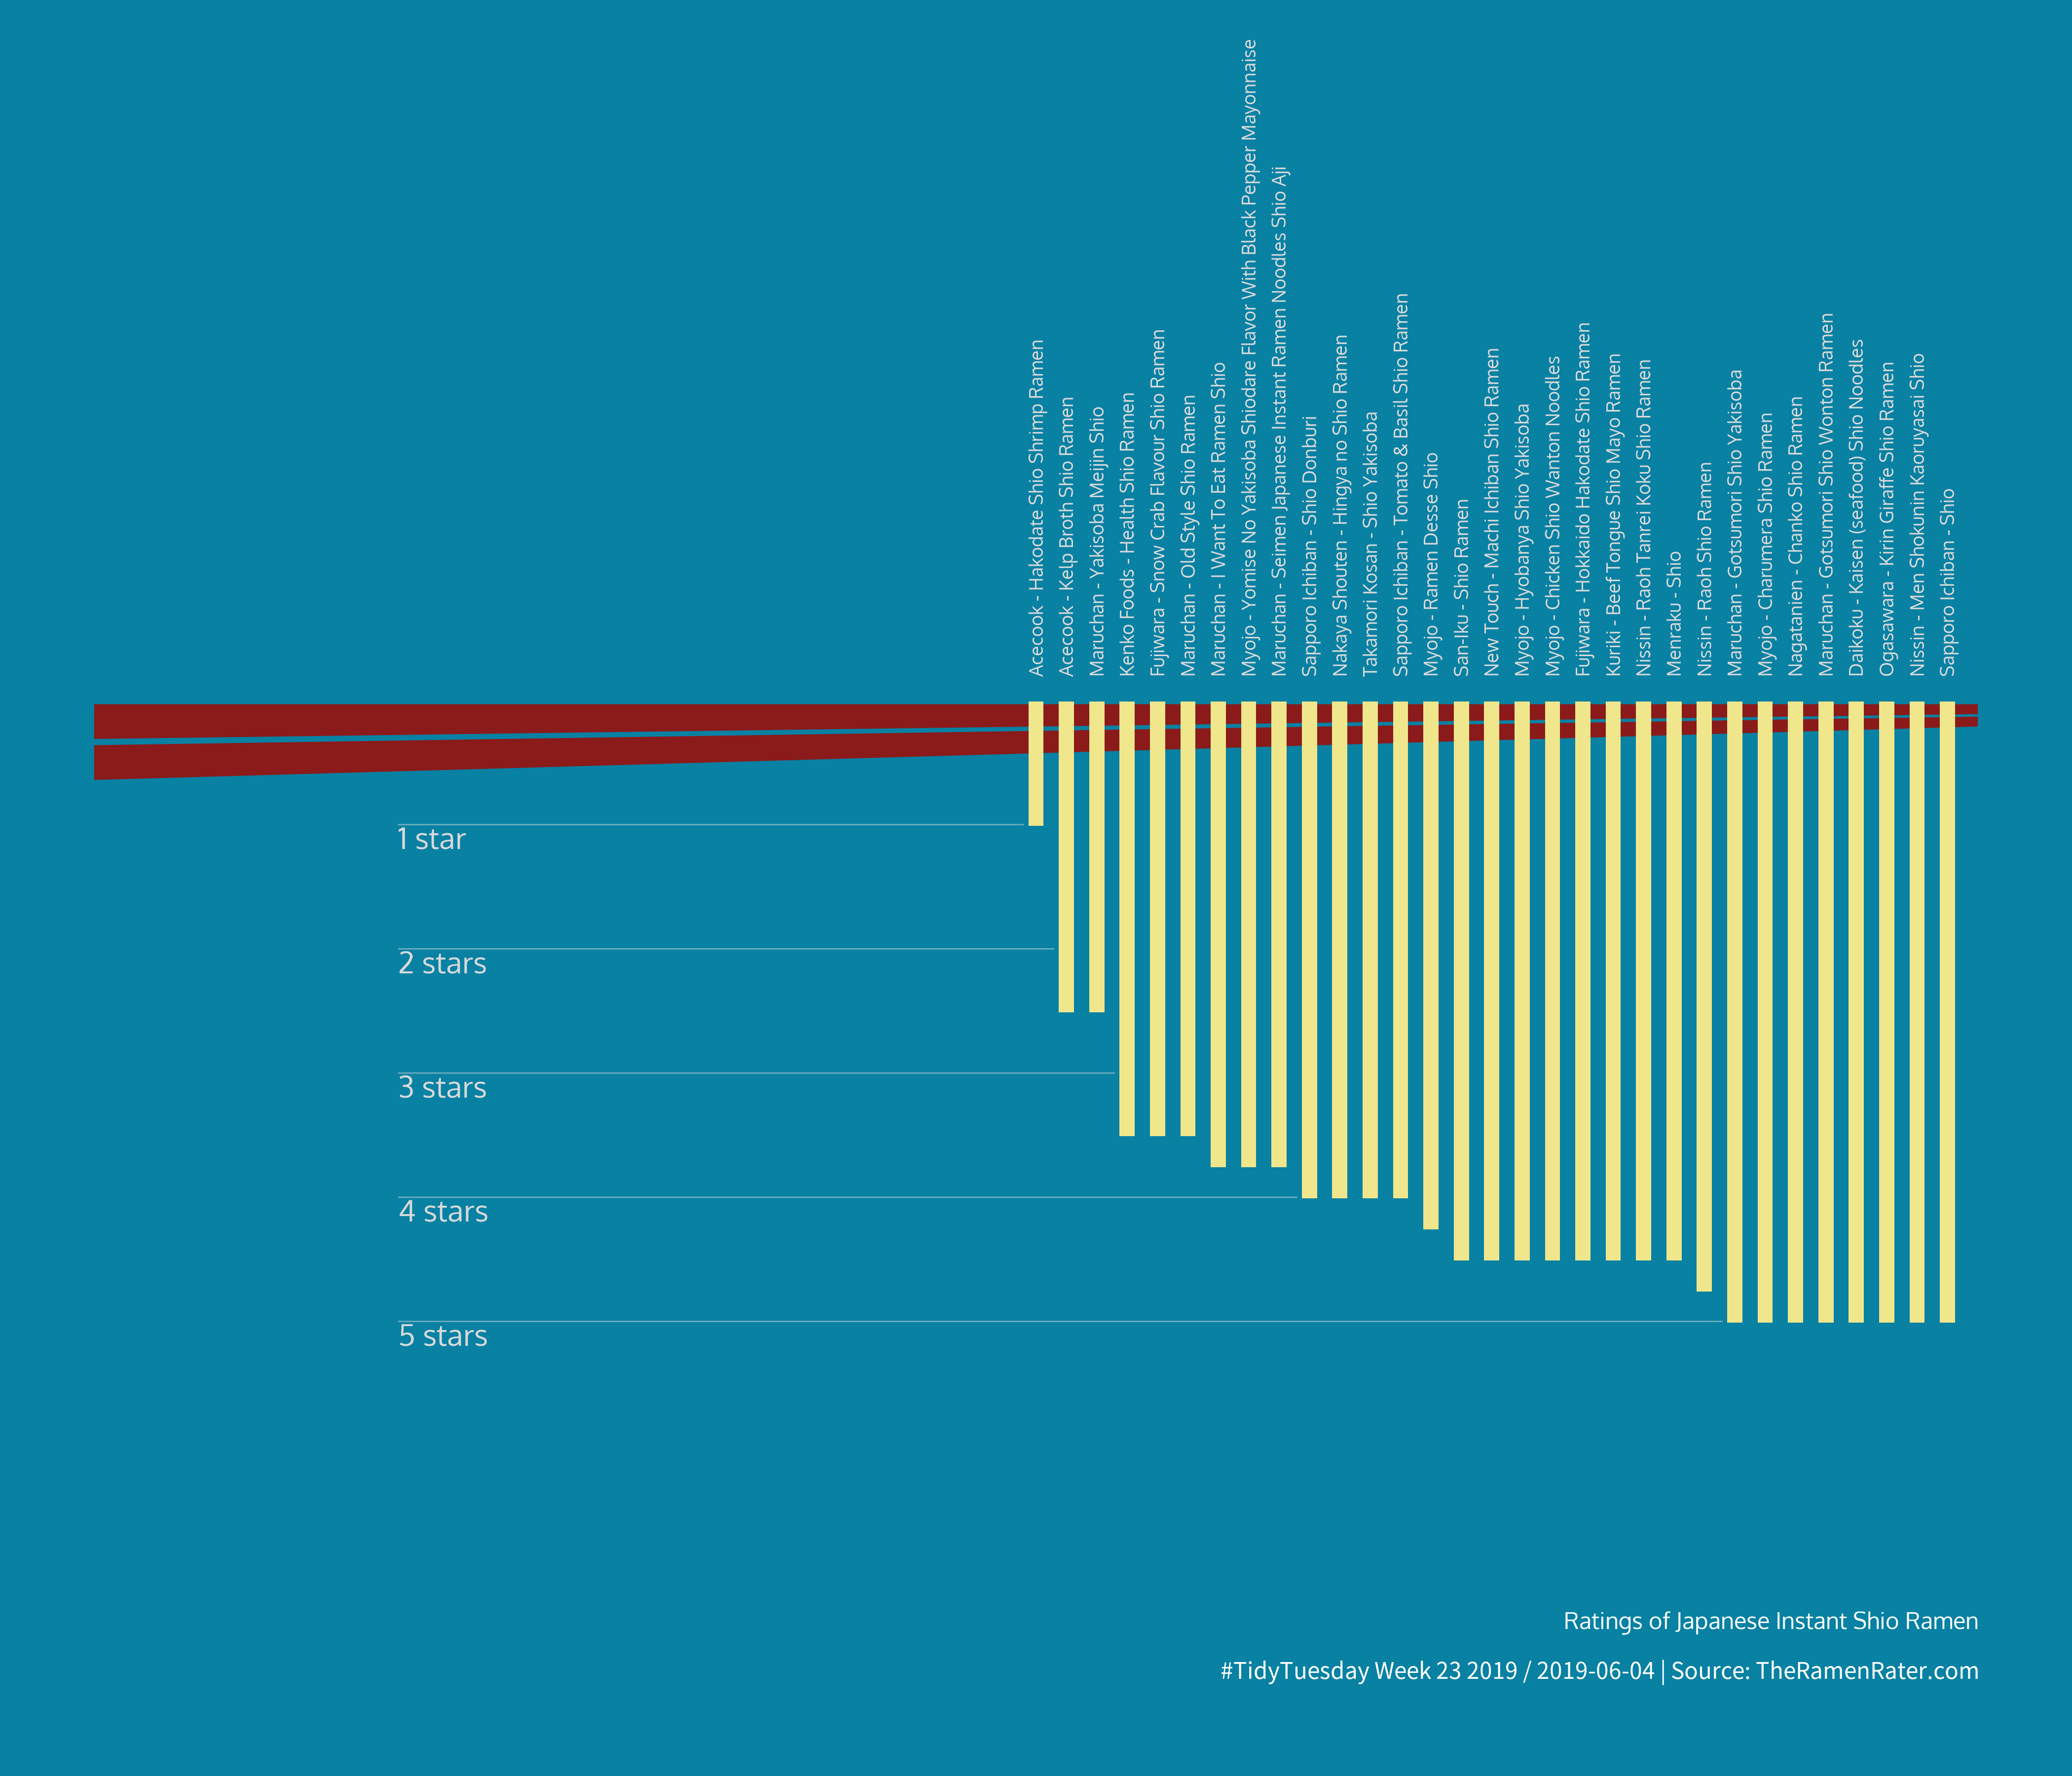 Acecook - Hakodate Shio Shrimp Ramen
Acecook - Kelp Broth Shio Ramen
Maruchan - Yakisoba Meijin Shio
Kenko Foods - Health Shio Ramen
Fujiwara - Snow Crab Flavour Shio Ramen
Maruchan - Old Style Shio Ramen
Maruchan - I Want To Eat Ramen Shio
Myojo - Yomise No Yakisoba Shiodare Flavor With Black Pepper Mayonnaise
Maruchan - Seimen Japanese Instant Ramen Noodles Shio Aji
Sapporo Ichiban - Shio Donburi
Nakaya Shouten - Hingya no Shio Ramen
Takamori Kosan - Shio Yakisoba
Sapporo Ichiban - Tomato & Basil Shio Ramen
Myojo - Ramen Desse Shio
San-Iku - Shio Ramen
New Touch - Machi Ichiban Shio Ramen
Myojo - Hyobanya Shio Yakisoba
Myojo - Chicken Shio Wanton Noodles
Fujiwara - Hokkaido Hakodate Shio Ramen
Kuriki - Beef Tongue Shio Mayo Ramen
Nissin - Raoh Tanrei Koku Shio Ramen
Menraku - Shio
Nissin - Raoh Shio Ramen
Maruchan - Gotsumori Shio Yakisoba
Myojo - Charumera Shio Ramen
Nagatanien - Chanko Shio Ramen
Maruchan - Gotsumori Shio Wonton Ramen
Daikoku - Kaisen (seafood) Shio Noodles
Ogasawara - Kirin Giraffe Shio Ramen
Nissin - Men Shokunin Kaoruyasai Shio
Sapporo Ichiban - Shio
1 star
2 stars
3 stars
4 stars
5 stars
Ratings of Japanese Instant Shio Ramen
#TidyTuesday Week 23 2019 / 2019-06-04 | Source: TheRamenRater.com